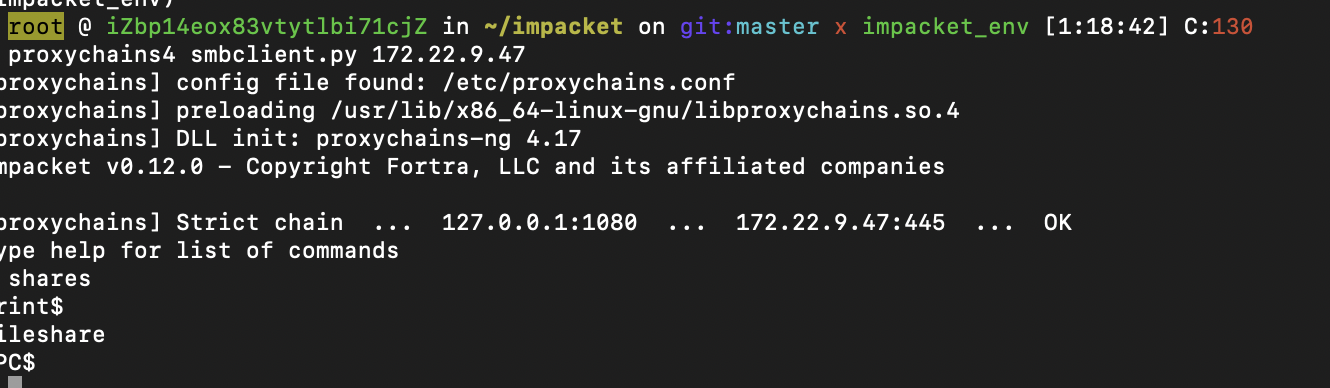 impacket_env)
root @ iZbp14eox83vtytlbi71cjZ in ~/impacket on git:master x impacket_env [1:18:42] C:130
proxychains4 smbclient.py 172.22.9.47
proxychains] config file found: /etc/proxychains.conf
proxychains] preloading /usr/lib/x86_64-linux-gnu/libproxychains.so.4
proxychains] DLL init: proxychains-ng 4.17
mpacket v0.12.0 - Copyright Fortra, LLC and its affiliated companies
proxychains] Strict chain  ...  127.0.0.1:1080  ...  172.22.9.47:445  ...  OK
ype help for list of commands
shares
rint$
ileshare
PC$